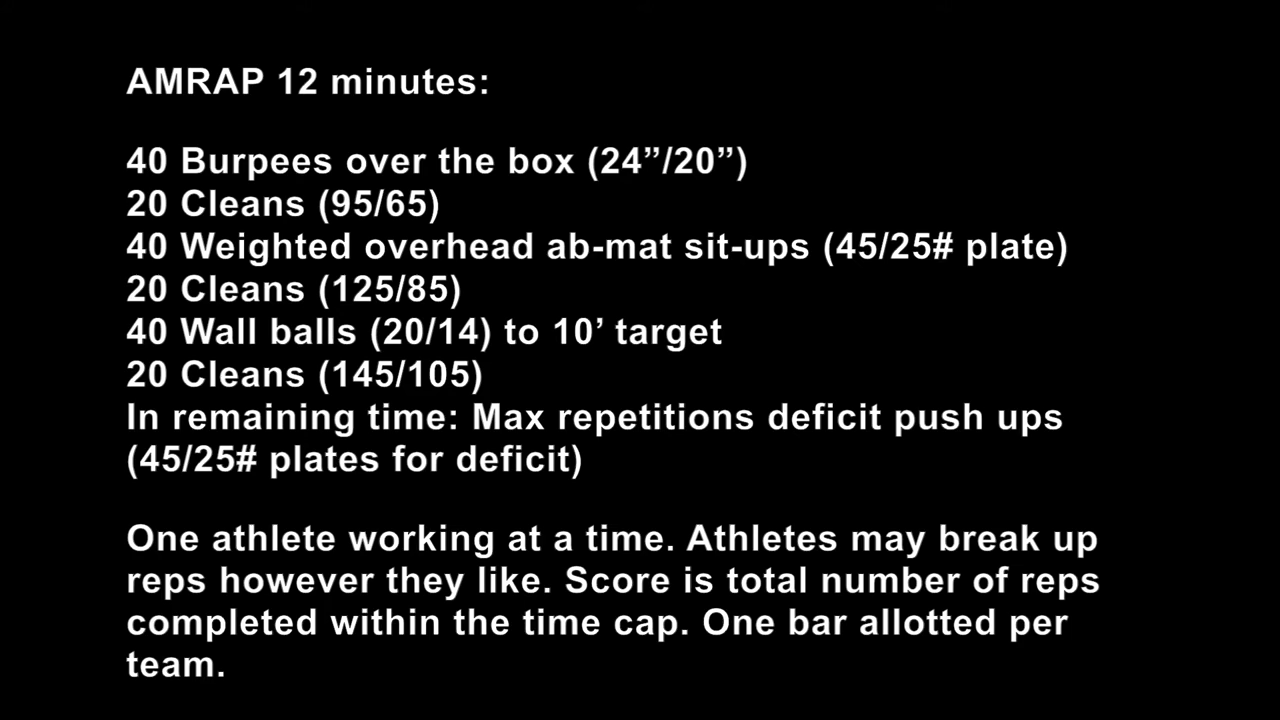 AMRAP 12 minutes:
40 Burpees over the box (24”/20”)
20 Cleans (95/65)
40 Weighted overhead ab-mat sit-ups (45/25# plate)
20 Cleans (125/85)
40 Wall balls (20/14) to 10’ target
20 Cleans (145/105)
In remaining time: Max repetitions deficit push ups
(45/25# plates for deficit)
One athlete working at a time. Athletes may break up
reps however they like. Score is total number of reps
completed within the time cap. One bar allotted per
team.